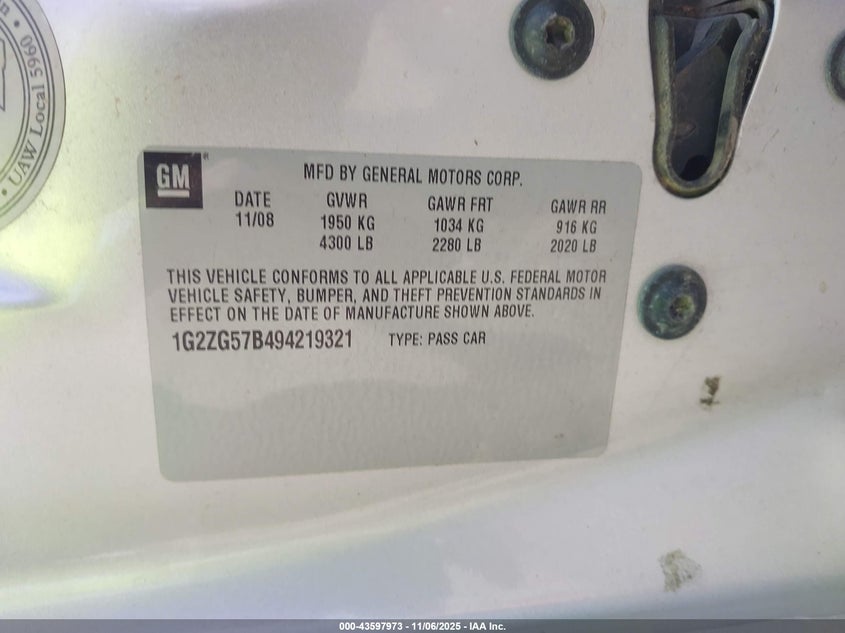 on • UAW Local 5960
GM
MFD BY GENERAL MOTORS CORP.
DATE GVWR GAWR FRT GAWR RR
11/08 1950 KG 1034 KG 916 KG
4300 LB 2280 LB 2020 LB
THIS VEHICLE CONFORMS TO ALL APPLICABLE U.S. FEDERAL MOTOR
VEHICLE SAFETY, BUMPER, AND THEFT PREVENTION STANDARDS IN
EFFECT ON THE DATE OF MANUFACTURE SHOWN ABOVE.
1G2ZG57B494219321 TYPE: PASS CAR
000-43597973 - 11/06/2025 - IAA Inc.